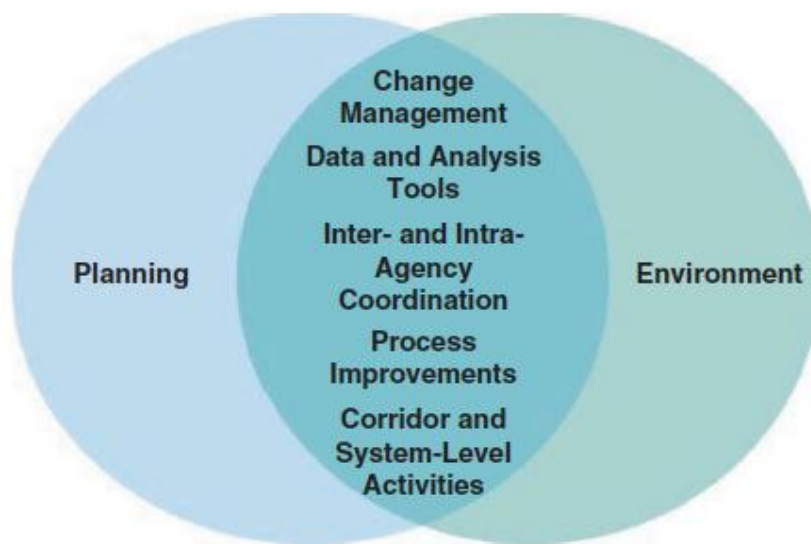 Change
Management
Data and Analysis
Tools
Inter- and Intra-
Agency
Coordination
Process
Improvements
Corridor and
System-Level
Activities
Planning
Environment